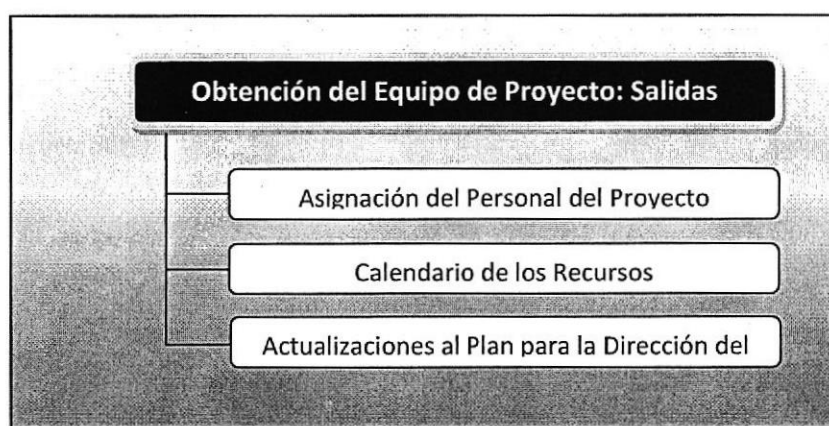 Obtención del Equipo de Proyecto: Salidas
Asignación del Personal del Proyecto
Calendario de los Recursos
Actualizaciones al Plan para la Dirección del